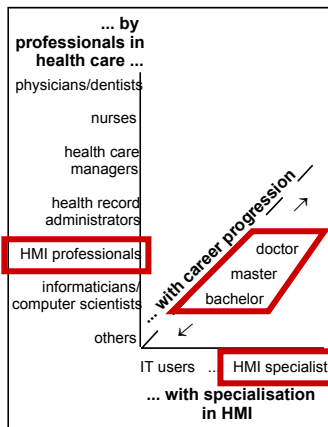 ... by
professionals in
health care ...
physicians/dentists
nurses
health care
managers
health record
administrators
HMI professionals
informaticians/
computer scientists
others
... with career progression
doctor
master
bachelor
IT users ... HMI specialist
... with specialisation
in HMI